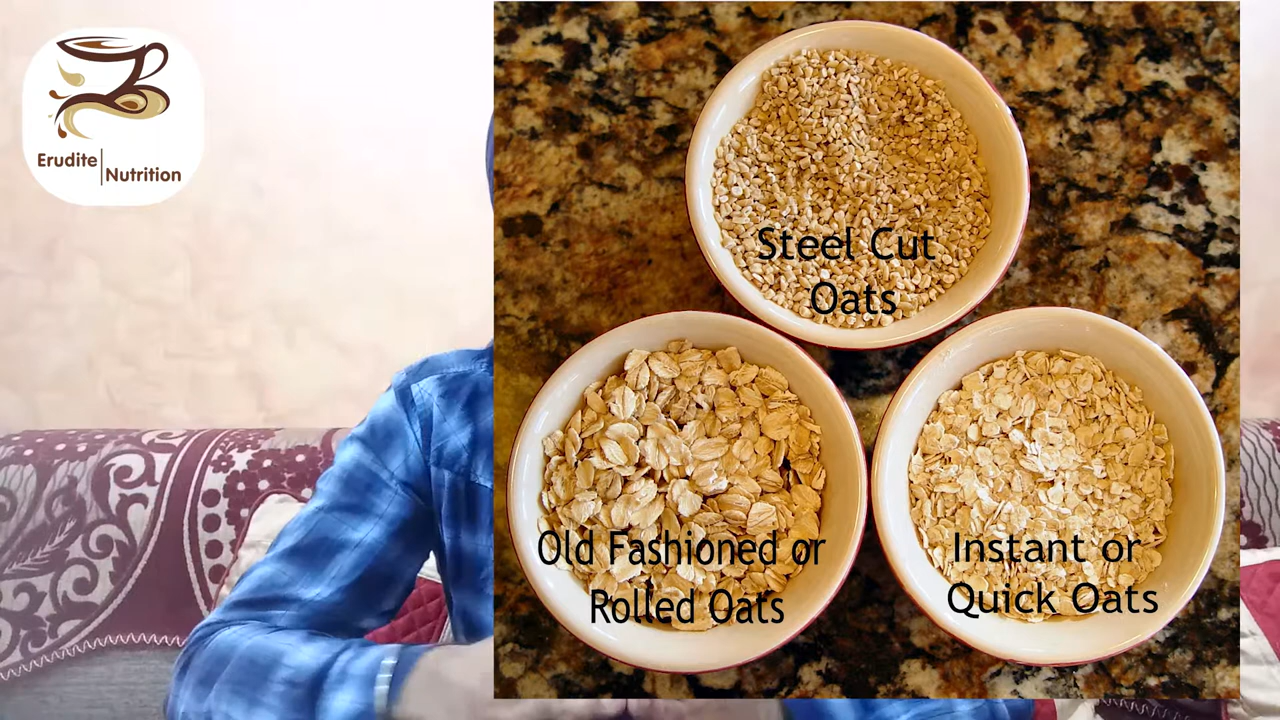 Erudite Nutrition
Steel Cut
Oats
Old Fashioned or
Rolled Oats
Instant or
Quick Oats